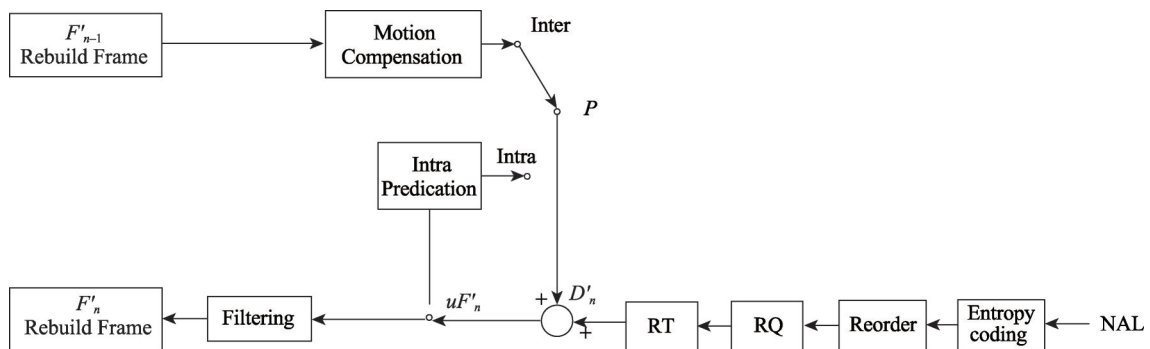 F'n–1
Rebuild Frame
Motion
Compensation
Inter
P
Intra
Predication
Intra
F'n
Rebuild Frame
Filtering
uF'n
+
D'n
+
RT
RQ
Reorder
Entropy
coding
NAL